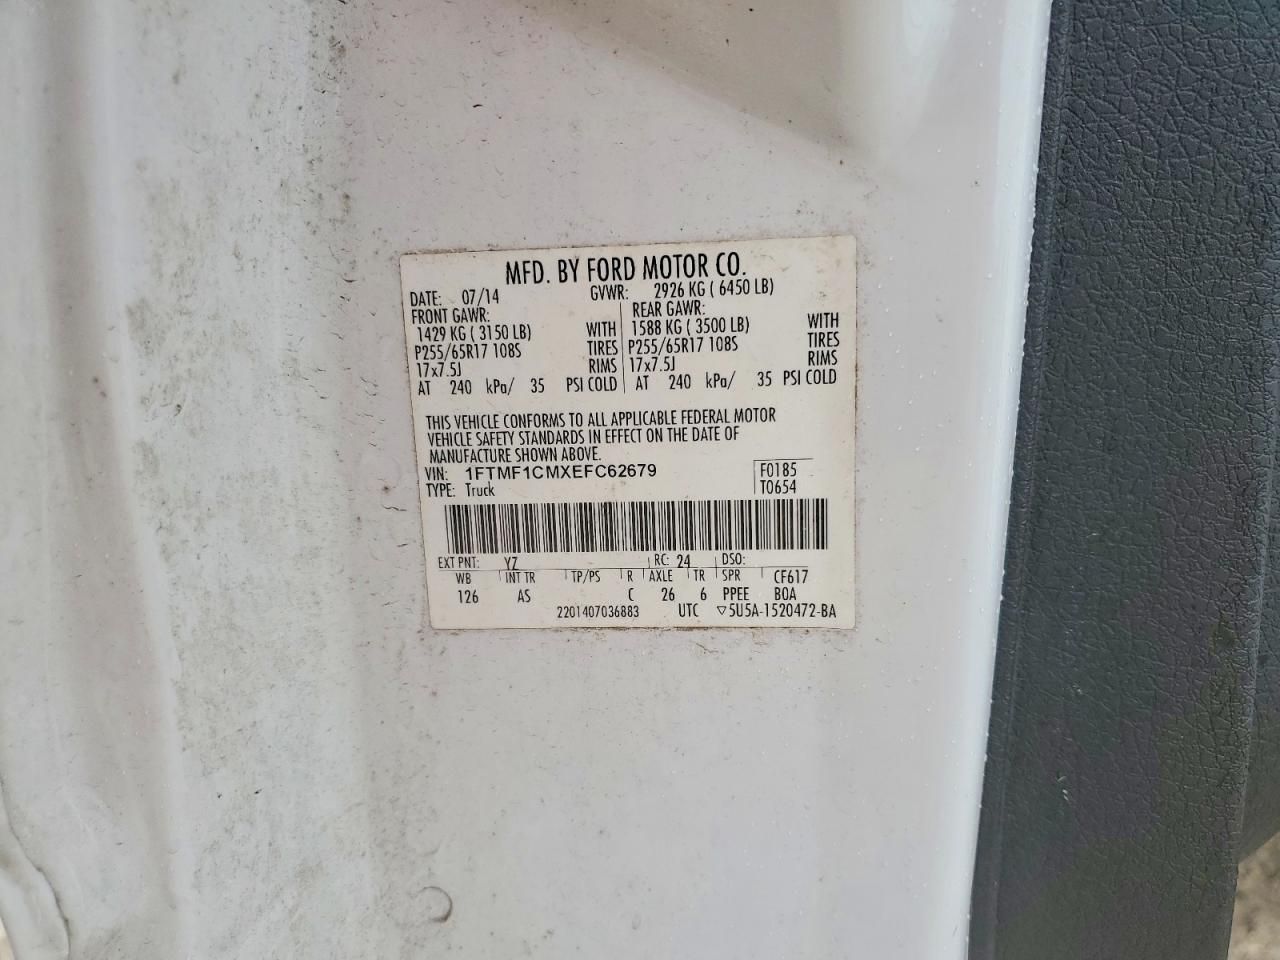 MFD. BY FORD MOTOR CO.
DATE: 07/14 GVWR: 2926 KG ( 6450 LB)
FRONT GAWR: REAR GAWR:
1429 KG ( 3150 LB) WITH 1588 KG ( 3500 LB) WITH
P255/65R17 108S TIRES P255/65R17 108S TIRES
17x7.5J RIMS 17x7.5J RIMS
AT 240 kPa/ 35 PSI COLD AT 240 kPa/ 35 PSI COLD
THIS VEHICLE CONFORMS TO ALL APPLICABLE FEDERAL MOTOR
VEHICLE SAFETY STANDARDS IN EFFECT ON THE DATE OF
MANUFACTURE SHOWN ABOVE.
VIN: 1FTMF1CMXEFC62679 F0185
TYPE: Truck T0654
EXT PNT: YZ RC: 24 DSO:
WB INT TR TP/PS R AXLE TR SPR CF617
126 AS C 26 6 PPEE BOA
2201407036883 UTC ▽5U5A-1520472-BA